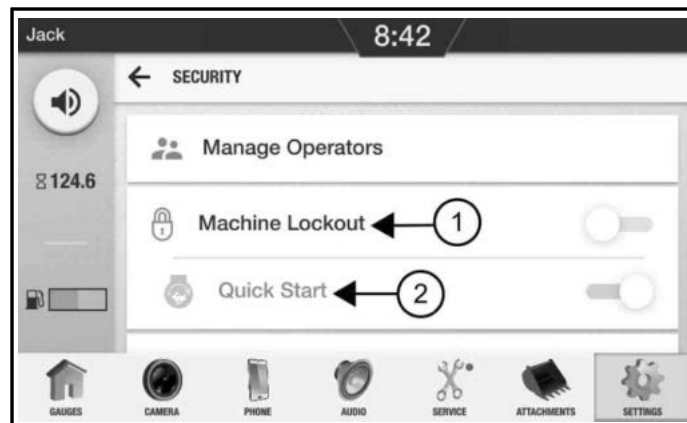 Jack
8:42
← SECURITY
Manage Operators
124.6
Machine Lockout
1
Quick Start
2
GAUGES
CAMERA
PHONE
AUDIO
SERVICE
ATTACHMENTS
SETTINGS